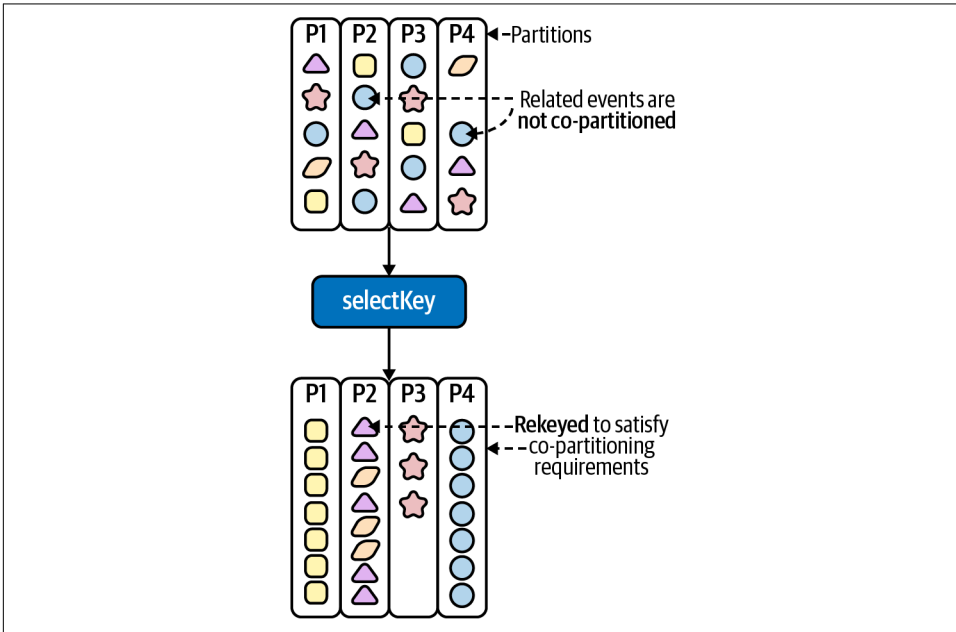 P1 P2 P3 P4
Partitions
Related events are
not co-partitioned
selectKey
P1 P2 P3 P4
Rekeyed to satisfy
co-partitioning
requirements